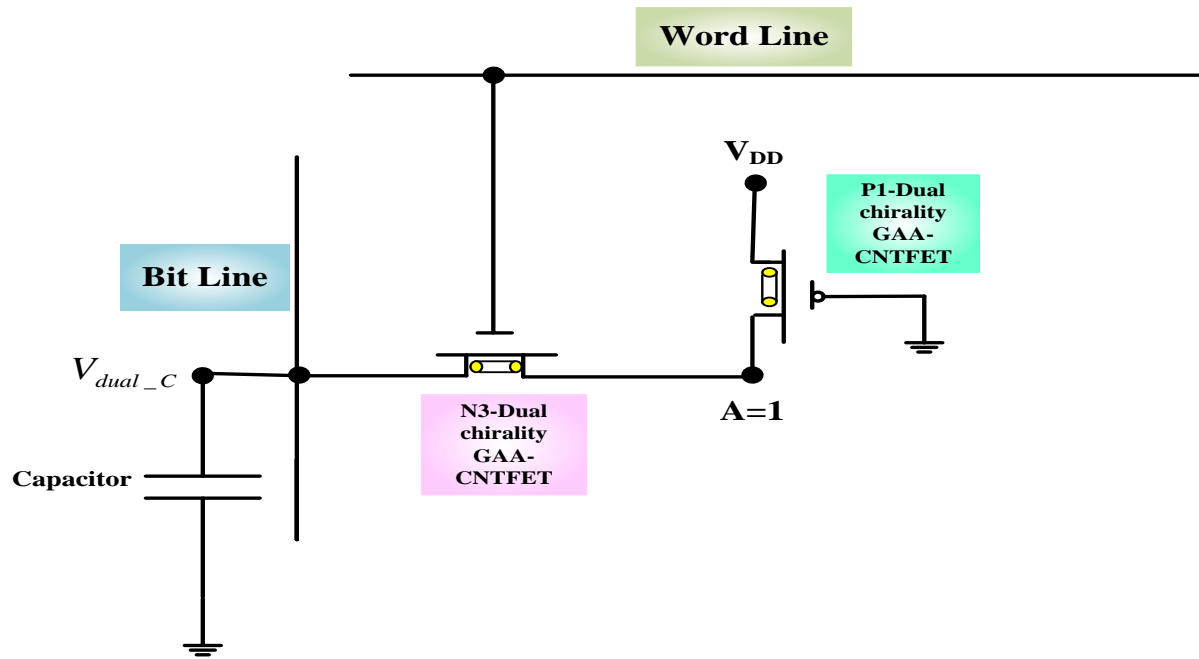 Word Line
V_DD
P1-Dual
chirality
GAA-
CNTFET
Bit Line
V_dual_C
N3-Dual
chirality
GAA-
CNTFET
A=1
Capacitor